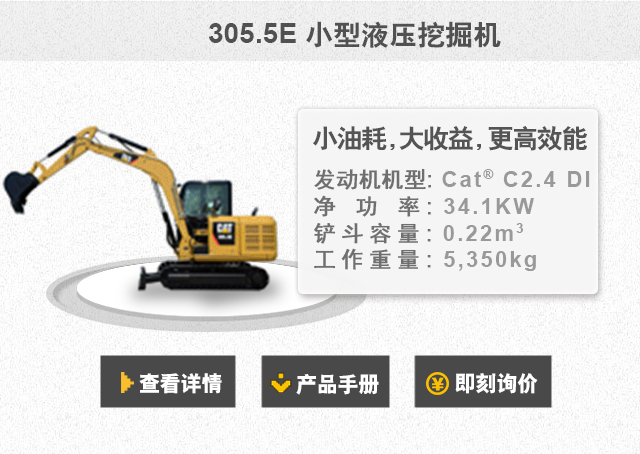 305.5E 小型液压挖掘机
小油耗，大收益，更高效能
发动机机型: Cat® C2.4 DI
净 功 率: 34.1KW
铲斗容量: 0.22m³
工作重量: 5,350kg
CAT
查看详情
产品手册
即刻询价